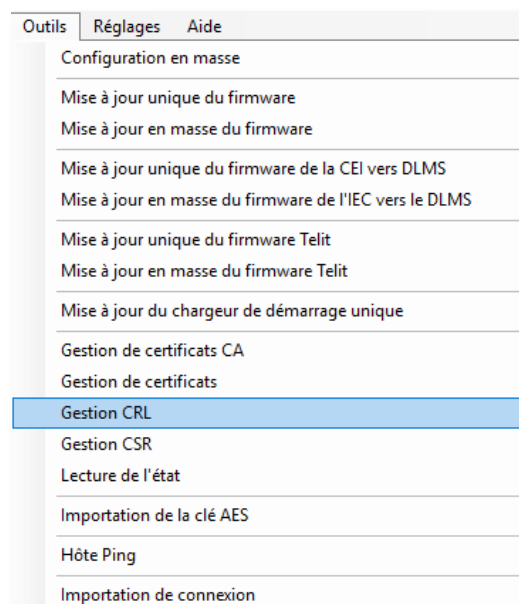 Outils Réglages Aide
Configuration en masse
Mise à jour unique du firmware
Mise à jour en masse du firmware
Mise à jour unique du firmware de la CEI vers DLMS
Mise à jour en masse du firmware de l'IEC vers le DLMS
Mise à jour unique du firmware Telit
Mise à jour en masse du firmware Telit
Mise à jour du chargeur de démarrage unique
Gestion de certificats CA
Gestion de certificats
Gestion CRL
Gestion CSR
Lecture de l'état
Importation de la clé AES
Hôte Ping
Importation de connexion